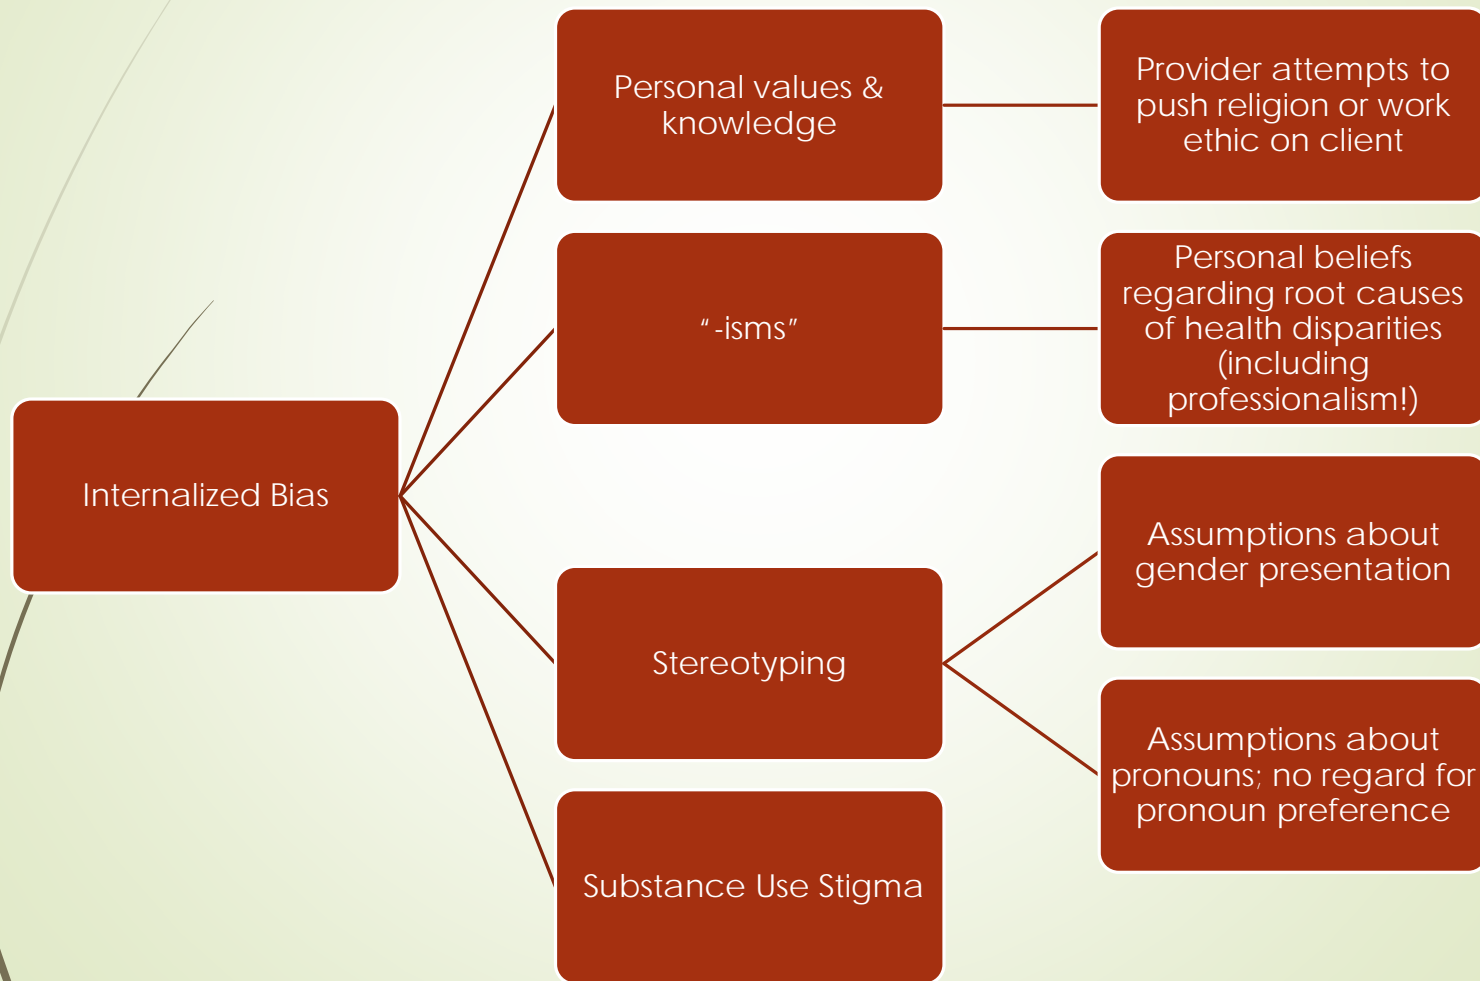 Internalized Bias
Personal values &
knowledge
Provider attempts to
push religion or work
ethic on client
“-isms”
Personal beliefs
regarding root causes
of health disparities
(including
professionalism!)
Stereotyping
Assumptions about
gender presentation
Assumptions about
pronouns; no regard for
pronoun preference
Substance Use Stigma